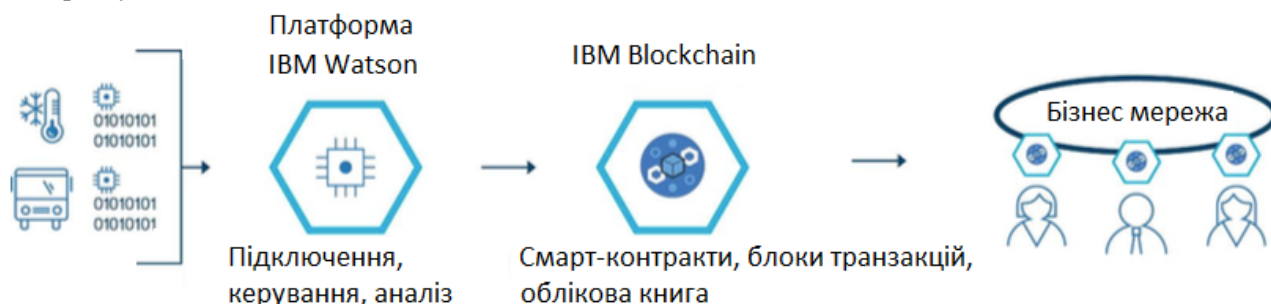 Платформа
IBM Watson
IBM Blockchain
Бізнес мережа
01010101
01010101
01010101
01010101
Підключення,
керування, аналіз
Смарт-контракти, блоки транзакцій,
облікова книга